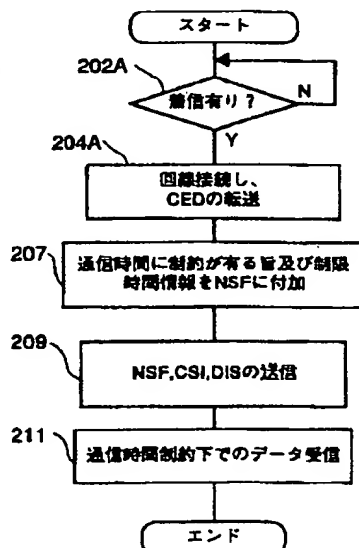 スタート
202A
着信有り？
N
Y
204A
回線接続し、
CEDの転送
207
通信時間に制約が有る旨及び制限
時間情報をNSFに付加
209
NSF,CSI,DISの送信
211
通信時間制約下でのデータ受信
エンド